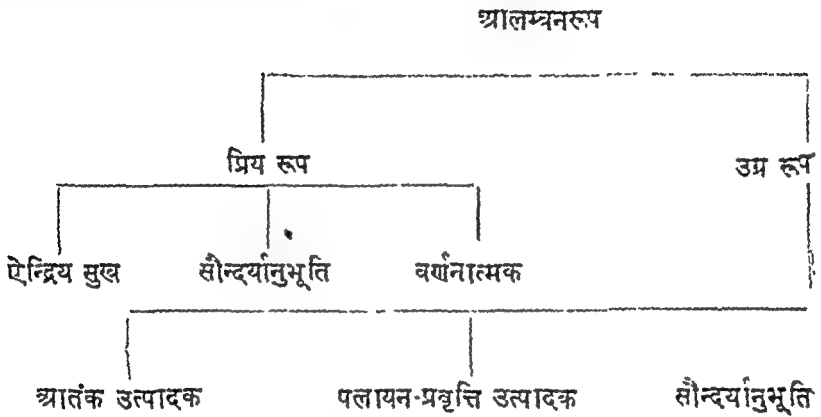 आलम्बनरूप
प्रिय रूप उग्र रूप
ऐन्द्रिय सुख सौन्दर्यानुभूति वर्णनात्मक
आतंक उत्पादक पलायन-प्रवृत्ति उत्पादक सौन्दर्यानुभूति